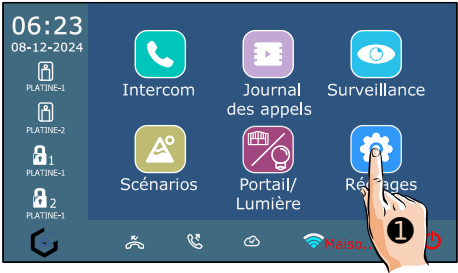 06:23
08-12-2024
PLATINE-1
PLATINE-2
1
PLATINE-1
2
PLATINE-1
Intercom
Journal
des appels
Surveillance
Scénarios
Portail/
Lumière
Maiso..
1